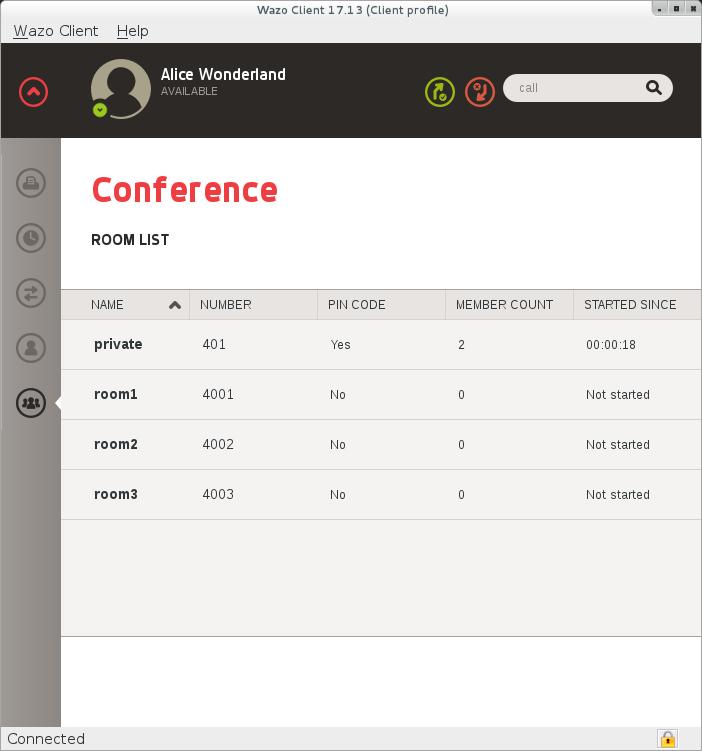 Wazo Client 17.13 (Client profile)
Wazo Client Help
Alice Wonderland
AVAILABLE
call
Conference
ROOM LIST
NAME NUMBER PIN CODE MEMBER COUNT STARTED SINCE
private 401 Yes 2 00:00:18
room1 4001 No 0 Not started
room2 4002 No 0 Not started
room3 4003 No 0 Not started
Connected